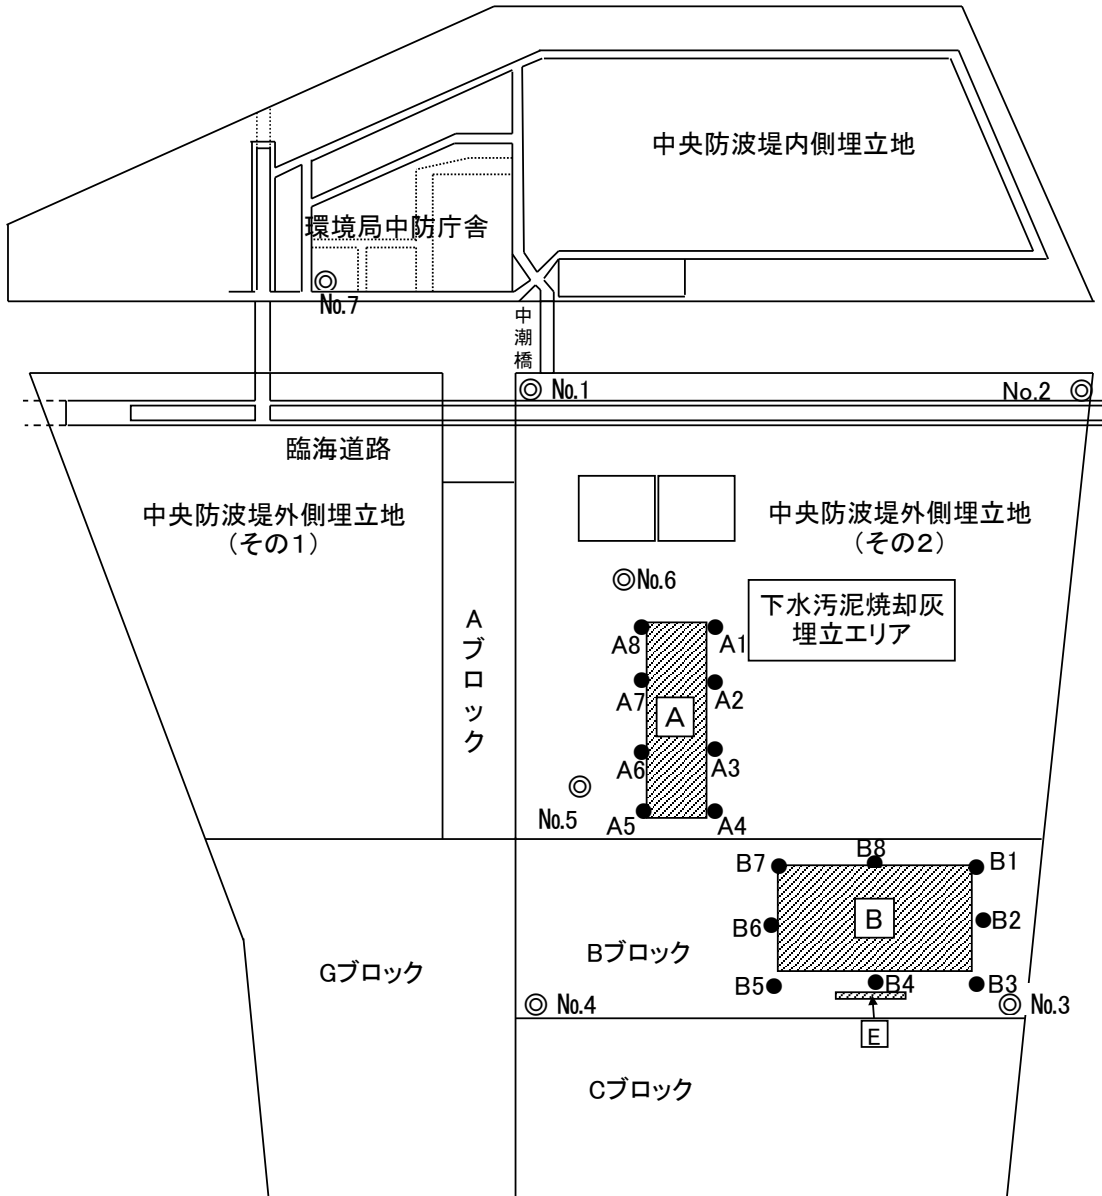 中央防波堤内側埋立地
環境局中防庁舎
No.7
中潮橋
No.1
No.2
臨海道路
中央防波堤外側埋立地
（その１）
中央防波堤外側埋立地
（その２）
No.6
下水汚泥焼却灰
埋立エリア
Aブロック
A8
A1
A7
A2
A
A6
A3
No.5
A5
A4
B8
B7
B1
B
B6
B2
Bブロック
Gブロック
B5
B4
B3
No.4
No.3
E
Cブロック